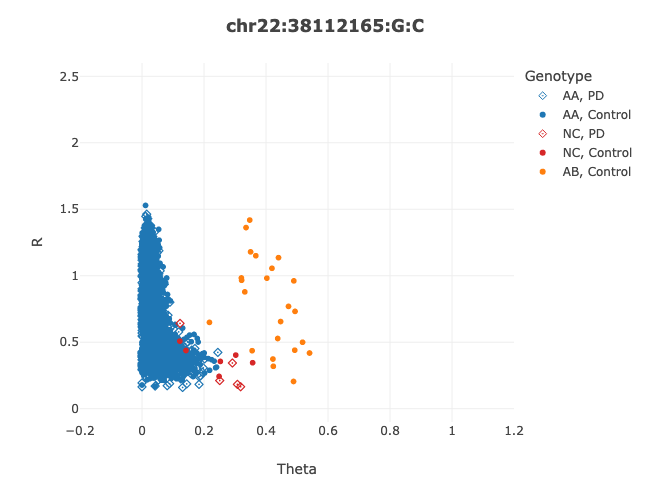 chr22:38112165:G:C
2.5
2
1.5
1
0.5
0
R
−0.2
0
0.2
0.4
0.6
0.8
1
1.2
Theta
Genotype
AA, PD
AA, Control
NC, PD
NC, Control
AB, Control